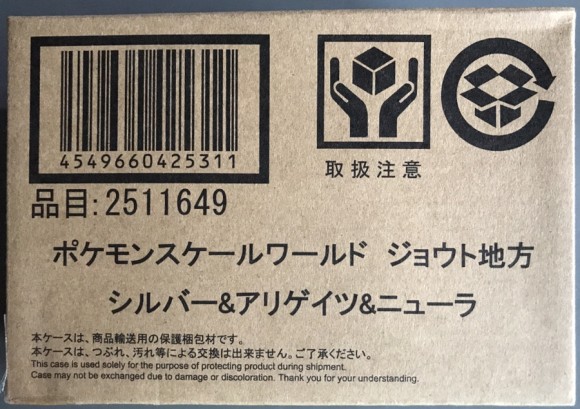 4549660425311
取扱注意
品目:2511649
ポケモンスケールワールド ジョウト地方
シルバー&アリゲイツ&ニューラ
本ケースは、商品輸送用の保護梱包材です。
本ケースは、つぶれ、汚れ等による交換は出来ません。ご了承ください。
This case is used solely for the purpose of protecting product during shipment.
Case may not be exchanged due to damage or discoloration. Thank you for your understanding.